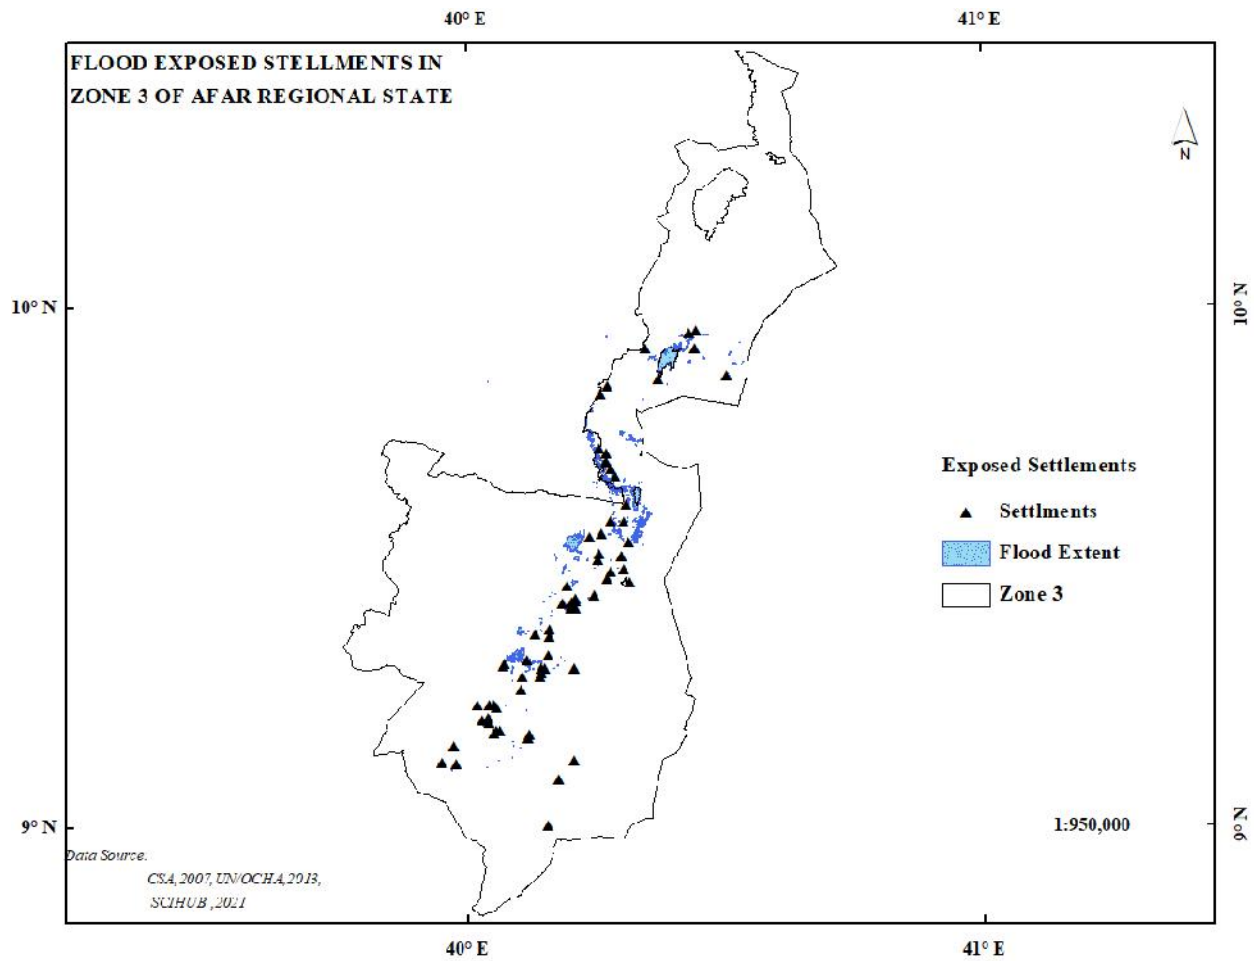 40° E
41° E
FLOOD EXPOSED STELLMENTS IN
ZONE 3 OF AFAR REGIONAL STATE
N
10° N
10° N
Exposed Settlements
Settlments
Flood Extent
Zone 3
1:950,000
9° N
9° N
Data Source:
CSA,2007,UN/OCHA,2013,
SCIHUB ,2021
40° E
41° E